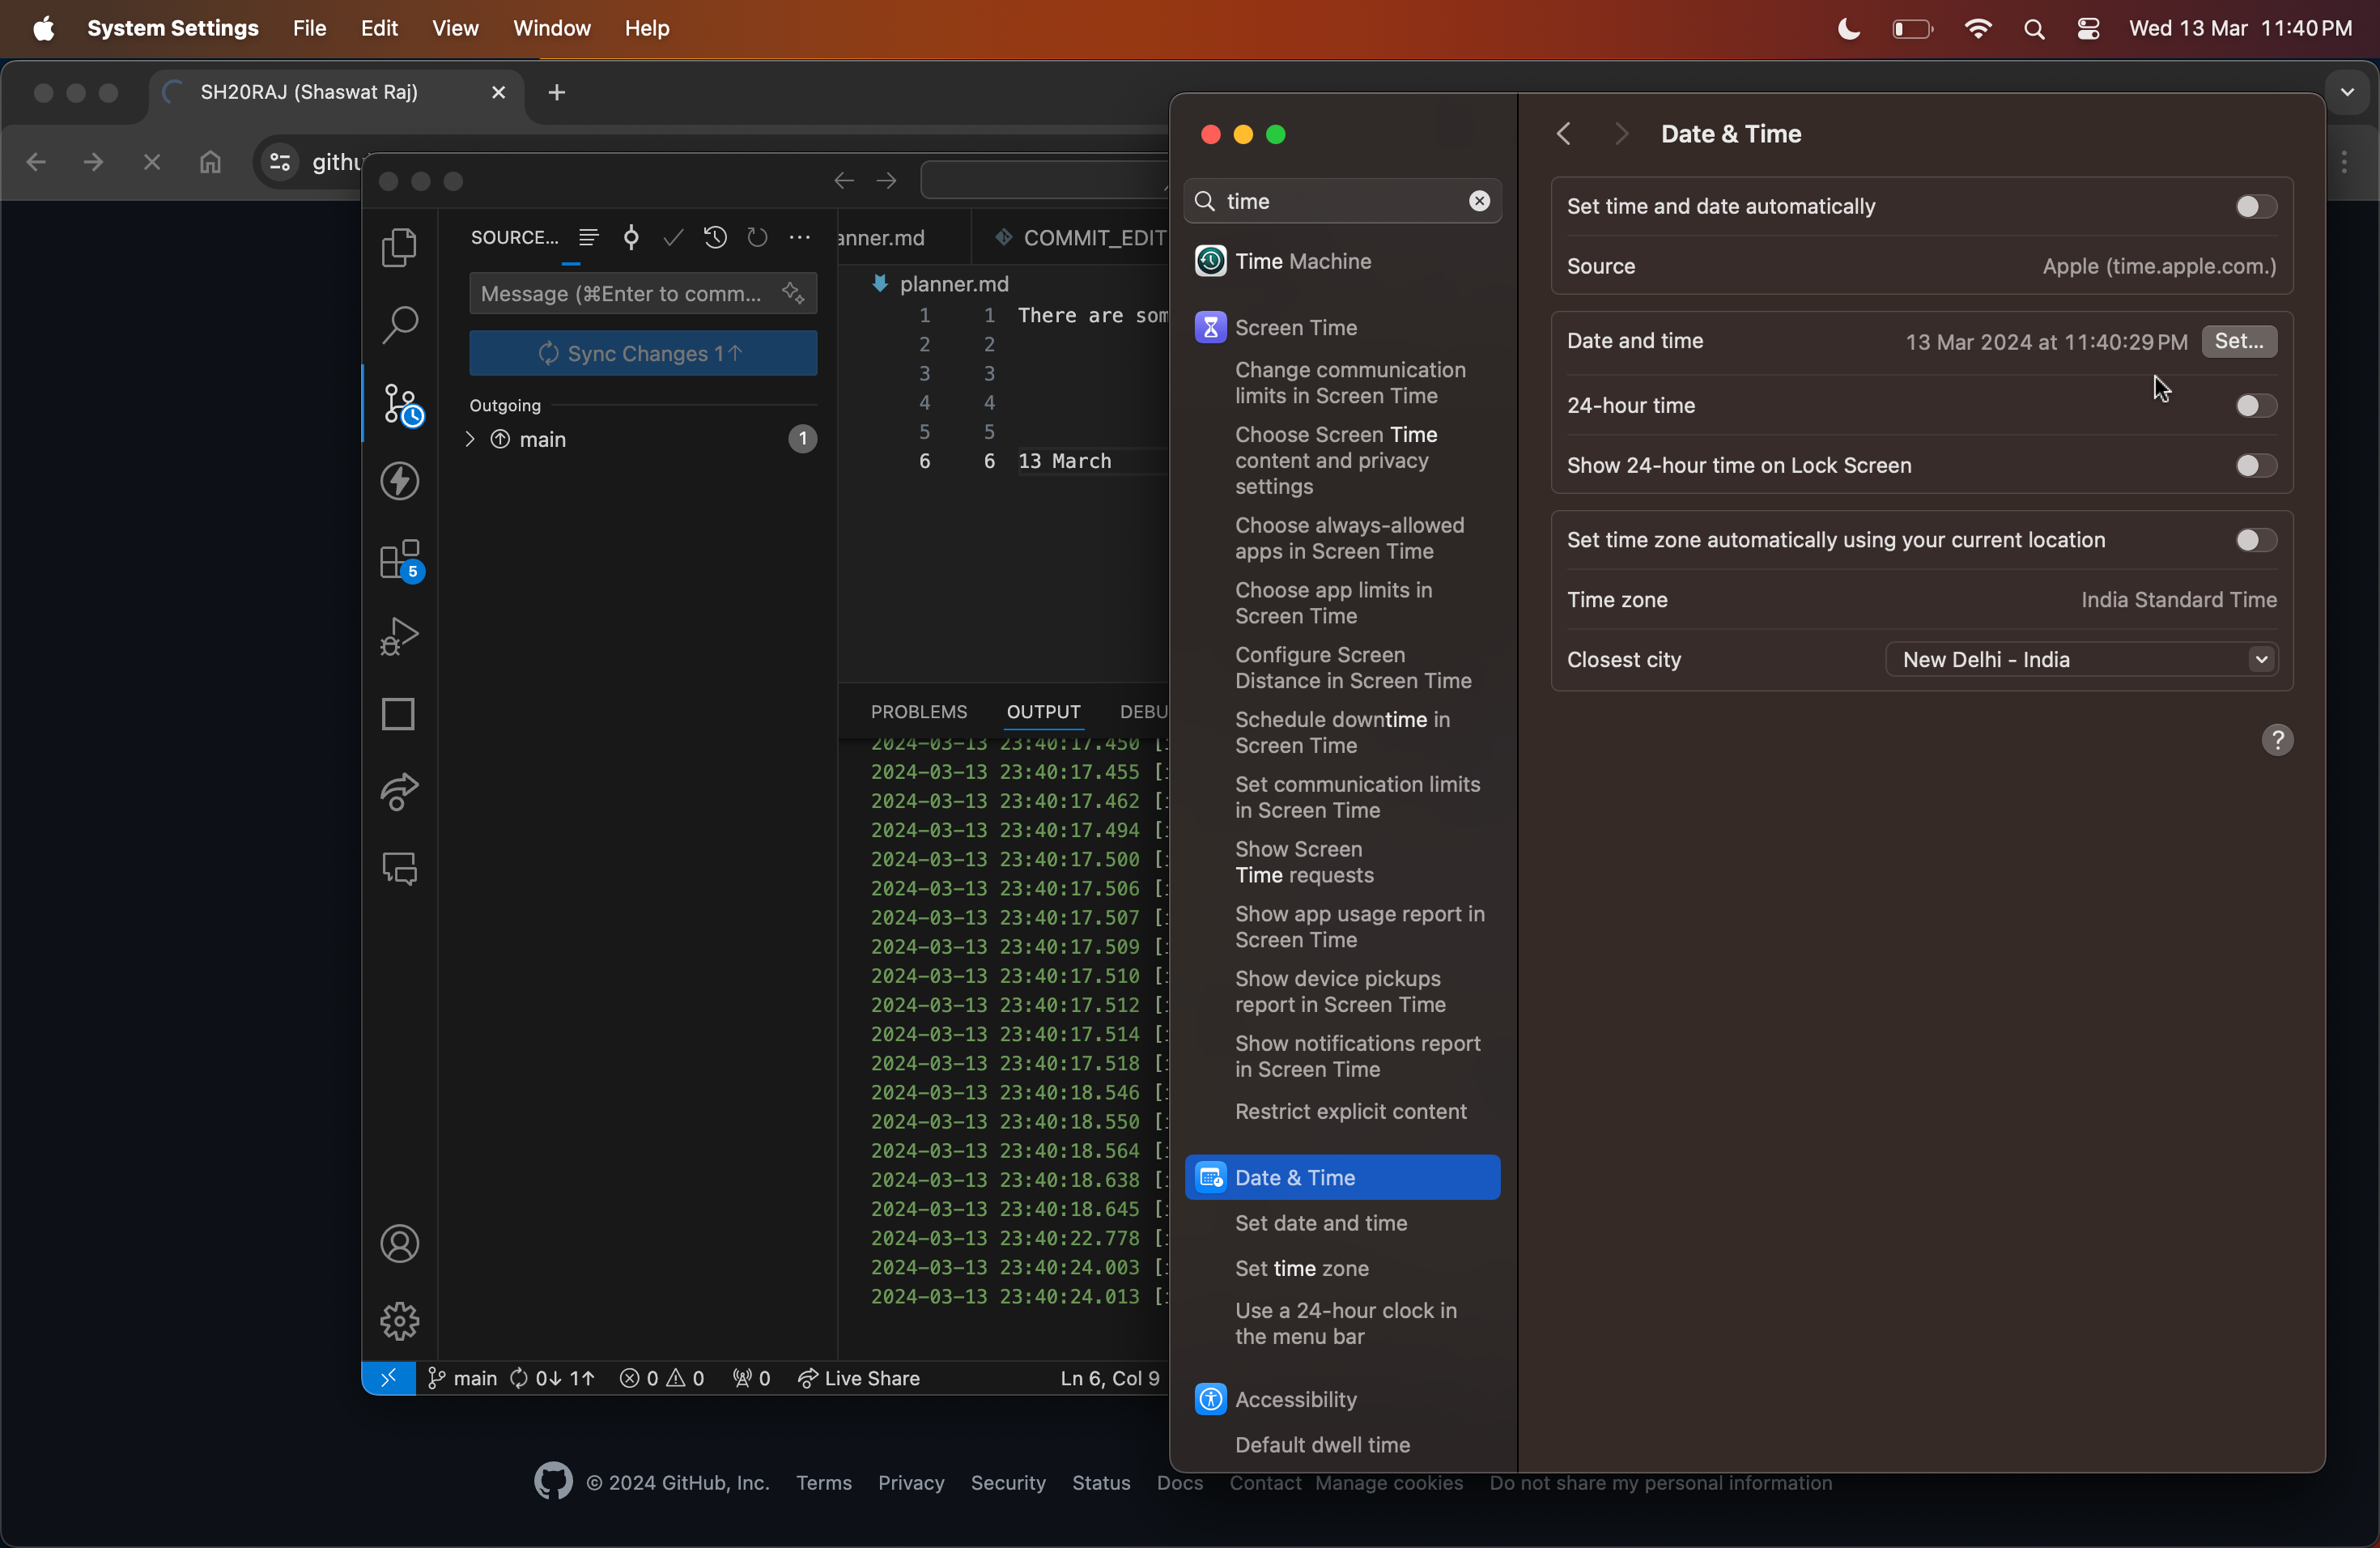 System Settings File Edit View Window Help Wed 13 Mar 11:40 PM
SH20RAJ (Shaswat Raj)
SOURCE...
Message (⌘Enter to comm...
Sync Changes 1↑
Outgoing
main 1
5
anner.md COMMIT_EDIT
planner.md
1 1 There are
2 2
3 3
4 4
5 5
6 6 13 March
PROBLEMS OUTPUT
2024-03-13 23:40:17.450
2024-03-13 23:40:17.455
2024-03-13 23:40:17.462
2024-03-13 23:40:17.494
2024-03-13 23:40:17.500
2024-03-13 23:40:17.506
2024-03-13 23:40:17.507
2024-03-13 23:40:17.509
2024-03-13 23:40:17.510
2024-03-13 23:40:17.512
2024-03-13 23:40:17.514
2024-03-13 23:40:17.518
2024-03-13 23:40:18.546
2024-03-13 23:40:18.550
2024-03-13 23:40:18.564
2024-03-13 23:40:18.638
2024-03-13 23:40:18.645
2024-03-13 23:40:22.778
2024-03-13 23:40:24.003
2024-03-13 23:40:24.013
main 0↓ 1↑ 0 0 0 Live Share Ln 6, Col 9
time
Time Machine
Screen Time
Change communication
limits in Screen Time
Choose Screen Time
content and privacy
settings
Choose always-allowed
apps in Screen Time
Choose app limits in
Screen Time
Configure Screen
Distance in Screen Time
Schedule downtime in
Screen Time
Set communication limits
in Screen Time
Show Screen
Time requests
Show app usage report in
Screen Time
Show device pickups
report in Screen Time
Show notifications report
in Screen Time
Restrict explicit content
Date & Time
Set date and time
Set time zone
Use a 24-hour clock in
the menu bar
Accessibility
Default dwell time
Date & Time
Set time and date automatically
Source Apple (time.apple.com.)
Date and time 13 Mar 2024 at 11:40:29 PM Set...
24-hour time
Show 24-hour time on Lock Screen
Set time zone automatically using your current location
Time zone India Standard Time
Closest city New Delhi - India
?
© 2024 GitHub, Inc. Terms Privacy Security Status Docs Contact Manage cookies Do not share my personal information